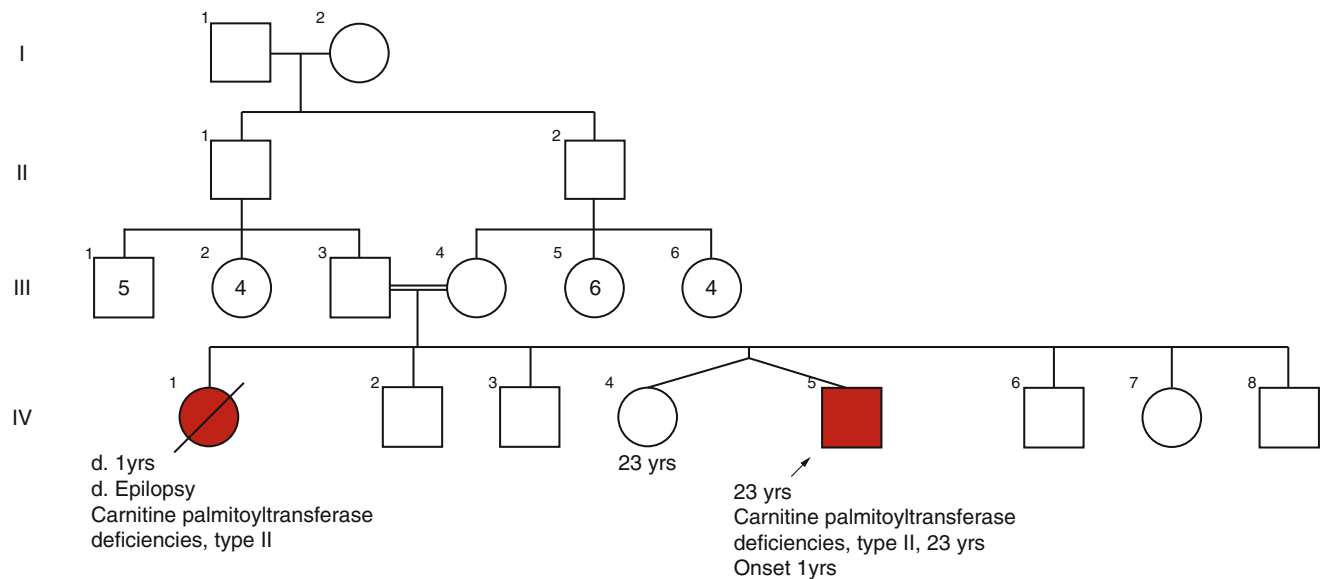 1
2
I
1
2
II
1
2
3
4
5
6
III
5
4
6
4
1
2
3
4
5
6
7
8
IV
d. 1yrs
d. Epilepsy
Carnitine palmitoyltransferase
deficiencies, type II
23 yrs
23 yrs
Carnitine palmitoyltransferase
deficiencies, type II, 23 yrs
Onset 1yrs